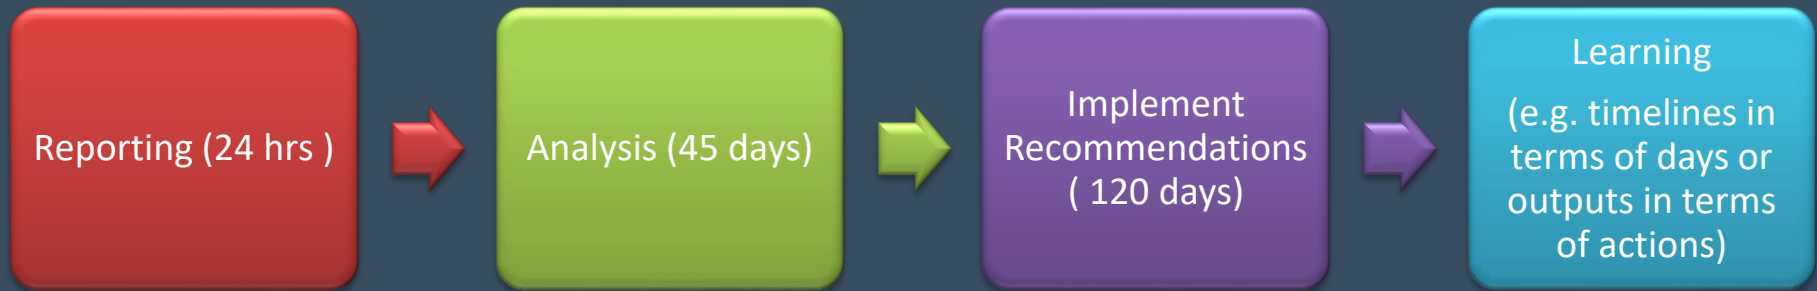 Reporting (24 hrs )
Analysis (45 days)
Implement
Recommendations
( 120 days)
Learning
(e.g. timelines in
terms of days or
outputs in terms
of actions)